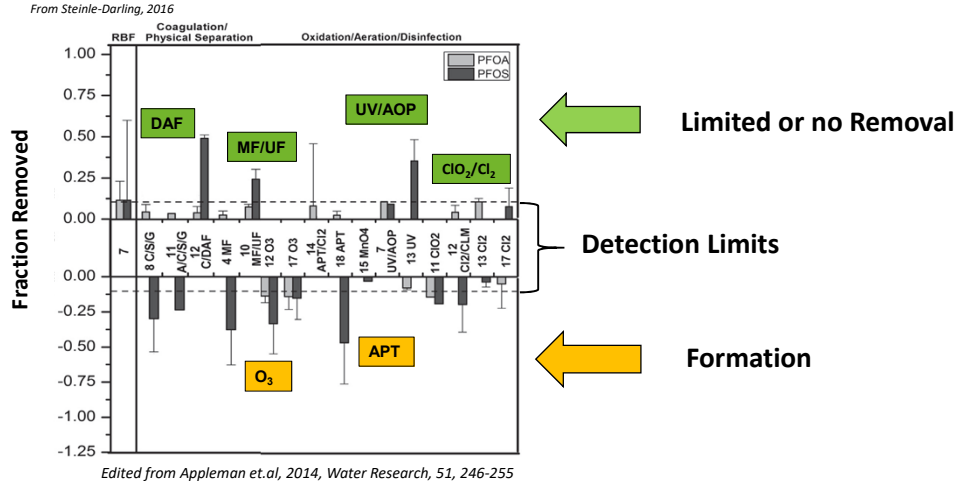 From Steinle-Darling, 2016
RBF
Coagulation/
Physical Separation
Oxidation/Aeration/Disinfection
PFOA
PFOS
Fraction Removed
1.00
0.75
0.50
0.25
0.00
0.00
-0.25
-0.50
-0.75
-1.00
-1.25
DAF
MF/UF
UV/AOP
ClO₂/Cl₂
7
8 C/S/G
11
A/C/S/G
12
C/DAF
4 MF
10
MF/UF
12 O3
17 O3
14
APT/Cl2
18 APT
15 MnO4
7
UV/AOP
13 UV
11 ClO2
12
Cl2/CLM
13 Cl2
17 Cl2
O₃
APT
Limited or no Removal
Detection Limits
Formation
Edited from Appleman et.al, 2014, Water Research, 51, 246-255